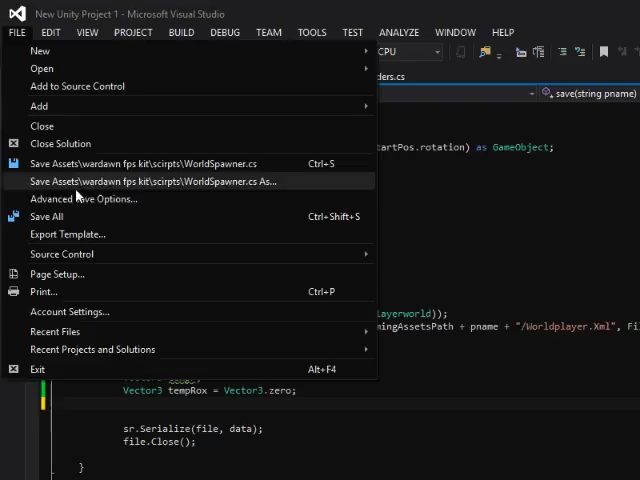 New Unity Project 1 - Microsoft Visual Studio
FILE EDIT VIEW PROJECT BUILD DEBUG TEAM TOOLS TEST ANALYZE WINDOW HELP
New CPU
Open
ders.cs
Add to Source Control
save(string pname)
Add
Close
Close Solution
artPos.rotation) as GameObject;
Save Assets\wardawn fps kit\scirpts\WorldSpawner.cs Ctrl+S
Save Assets\wardawn fps kit\scirpts\WorldSpawner.cs As...
Advanced Save Options...
Save All Ctrl+Shift+S
Export Template...
Source Control
Page Setup...
Print... Ctrl+P
Account Settings...
layerworld));
mingAssetsPath + pname + "/Worldplayer.Xml", Fil
Recent Files
Recent Projects and Solutions
Exit Alt+F4
Vector3 tempRox = Vector3.zero;
sr.Serialize(file, data);
file.Close();
}